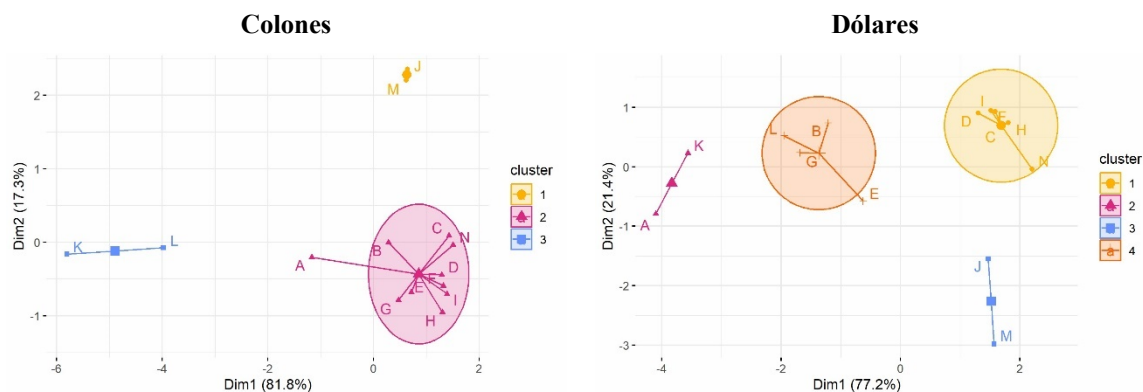 Colones
Dólares
2
1
0
-1
Dim2 (17.3%)
J
M
K
L
A
B
C
N
D
F
E
I
G
H
-6
-4
-2
0
2
Dim1 (81.8%)
cluster
1
2
3
1
0
-1
-2
-3
Dim2 (21.4%)
K
A
L
B
G
E
I
D
F
C
H
N
J
M
-4
-2
0
2
Dim1 (77.2%)
cluster
1
2
3
a 4